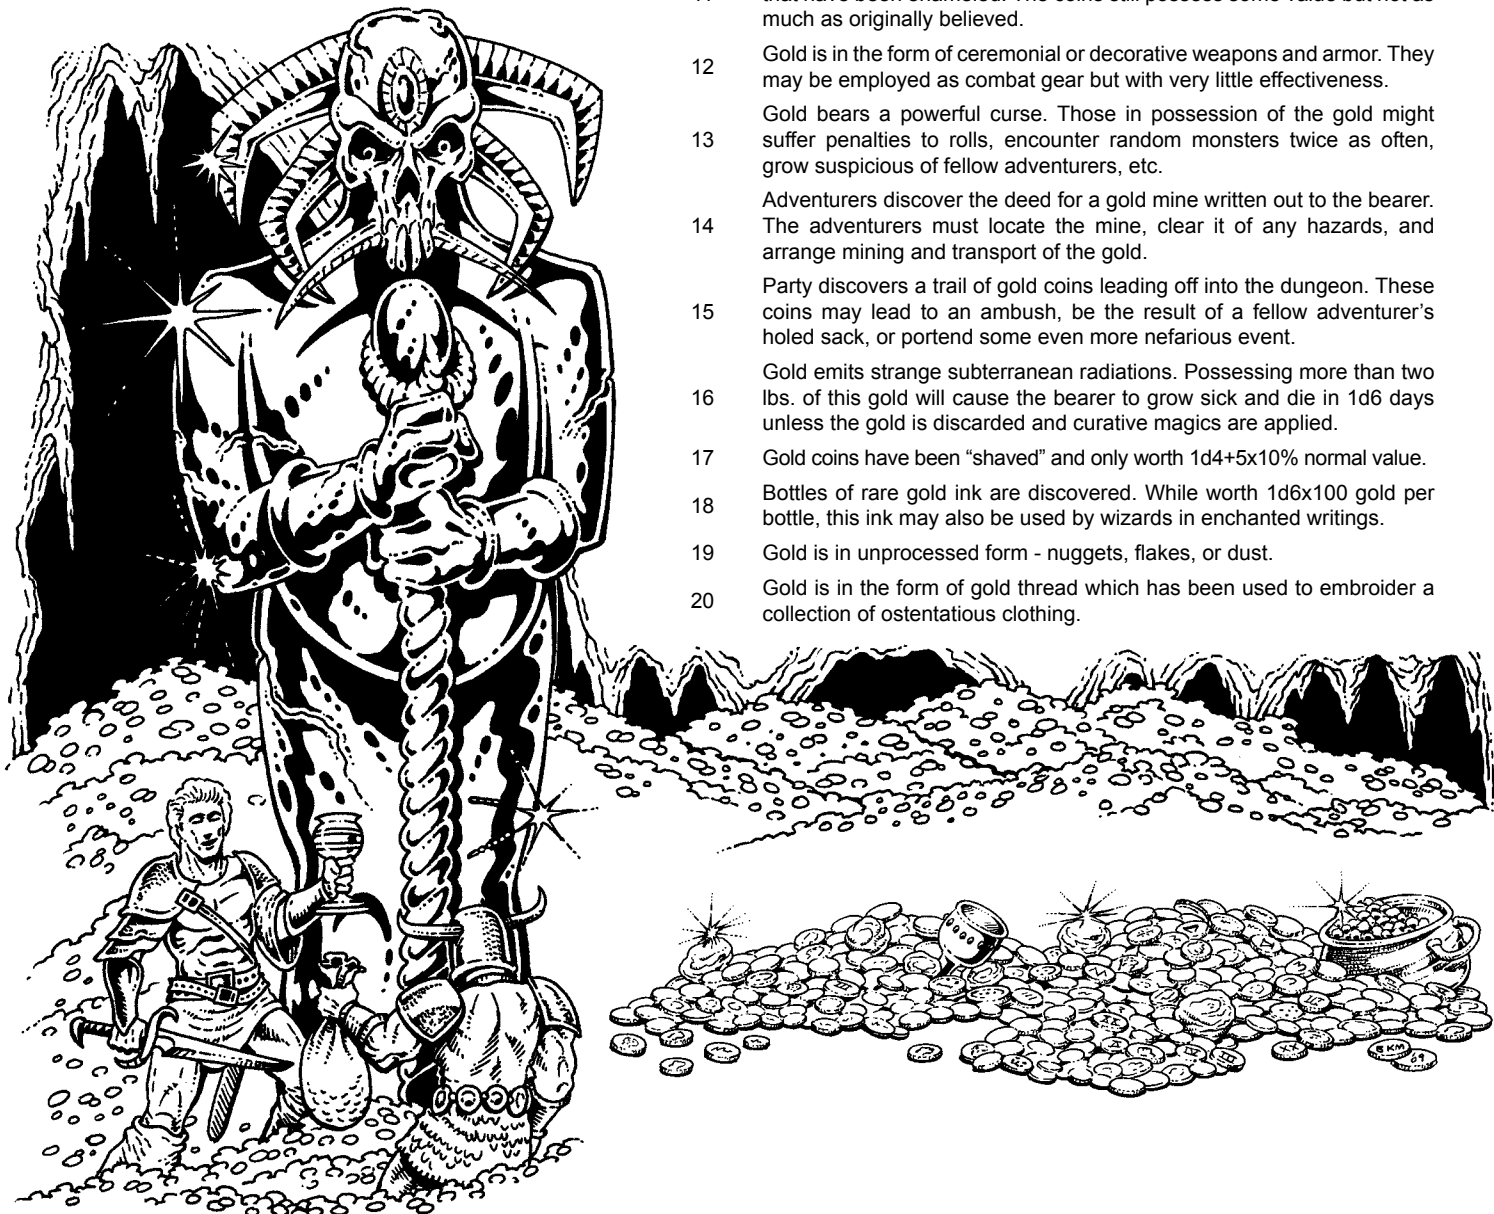 much as originally believed.
12 Gold is in the form of ceremonial or decorative weapons and armor. They
may be employed as combat gear but with very little effectiveness.
13 Gold bears a powerful curse. Those in possession of the gold might
suffer penalties to rolls, encounter random monsters twice as often,
grow suspicious of fellow adventurers, etc.
14 Adventurers discover the deed for a gold mine written out to the bearer.
The adventurers must locate the mine, clear it of any hazards, and
arrange mining and transport of the gold.
15 Party discovers a trail of gold coins leading off into the dungeon. These
coins may lead to an ambush, be the result of a fellow adventurer’s
holed sack, or portend some even more nefarious event.
16 Gold emits strange subterranean radiations. Possessing more than two
lbs. of this gold will cause the bearer to grow sick and die in 1d6 days
unless the gold is discarded and curative magics are applied.
17 Gold coins have been “shaved” and only worth 1d4+5x10% normal value.
18 Bottles of rare gold ink are discovered. While worth 1d6x100 gold per
bottle, this ink may also be used by wizards in enchanted writings.
19 Gold is in unprocessed form - nuggets, flakes, or dust.
20 Gold is in the form of gold thread which has been used to embroider a
collection of ostentatious clothing.
XX
09